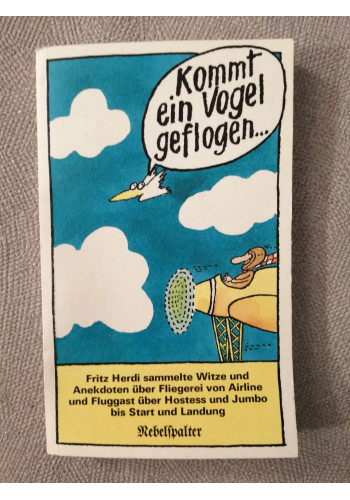 Kommt
ein Vogel
geflogen...
Fritz Herdi sammelte Witze und
Anekdoten über Fliegerei von Airline
und Fluggast über Hostess und Jumbo
bis Start und Landung
Nebelspalter